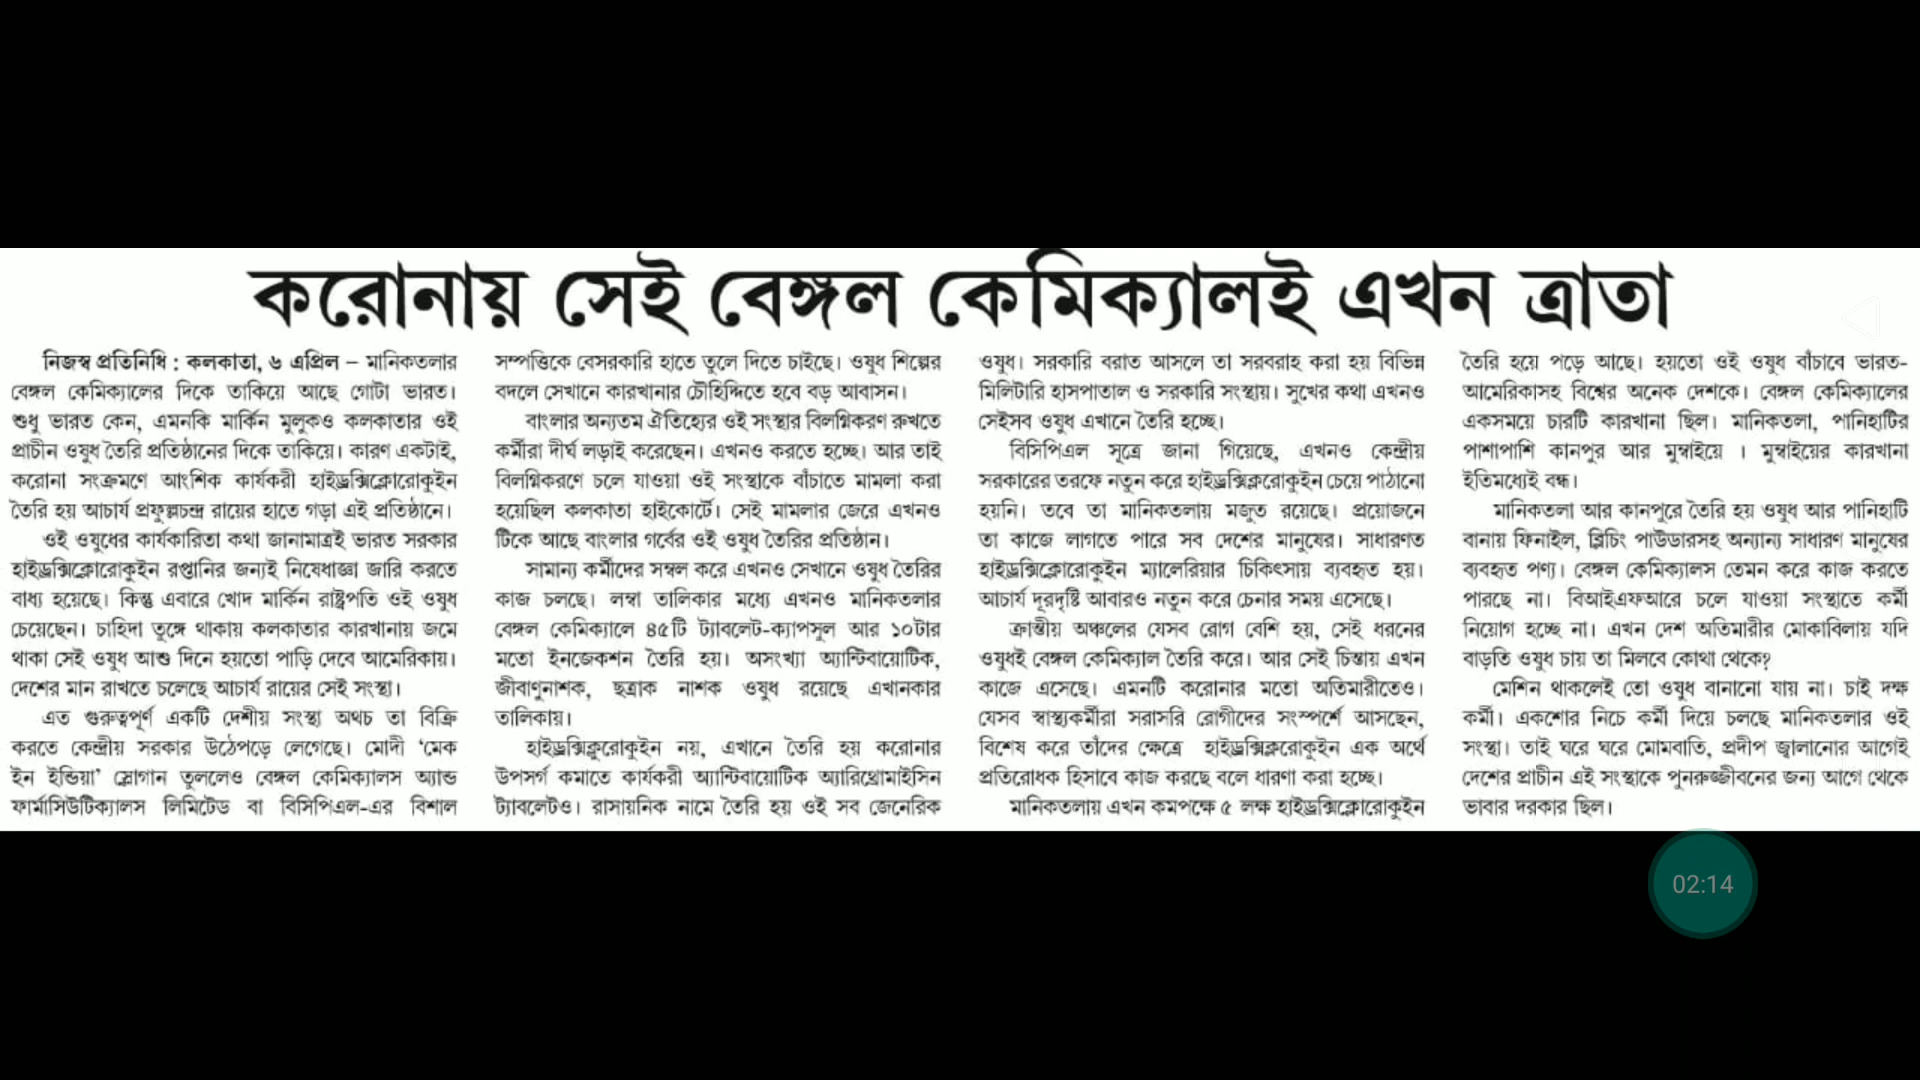 করোনায় সেই বেঙ্গল কেমিক্যালই এখন ত্রাতা
নিজস্ব প্রতিনিধি : কলকাতা, ৬ এপ্রিল – মানিকতলার
বেঙ্গল কেমিক্যালের দিকে তাকিয়ে আছে গোটা ভারত।
শুধু ভারত কেন, এমনকি মার্কিন মুলুকও কলকাতার ওই
প্রাচীন ওষুধ তৈরি প্রতিষ্ঠানের দিকে তাকিয়ে। কারণ একটাই,
করোনা সংক্রমণে আংশিক কার্যকরী হাইড্রক্সিক্লোরোকুইন
তৈরি হয় আচার্য প্রফুল্লচন্দ্র রায়ের হাতে গড়া এই প্রতিষ্ঠানে।
ওই ওষুধের কার্যকারিতা কথা জানামাত্রই ভারত সরকার
হাইড্রক্সিক্লোরোকুইন রপ্তানির জন্যই নিষেধাজ্ঞা জারি করতে
বাধ্য হয়েছে। কিন্তু এবারে খোদ মার্কিন রাষ্ট্রপতি ওই ওষুধ
চেয়েছেন। চাহিদা তুঙ্গে থাকায় কলকাতার কারখানায় জমে
থাকা সেই ওষুধ আশু দিনে হয়তো পাড়ি দেবে আমেরিকায়।
দেশের মান রাখতে চলেছে আচার্য রায়ের সেই সংস্থা।
এত গুরুত্বপূর্ণ একটি দেশীয় সংস্থা অথচ তা বিক্রি
করতে কেন্দ্রীয় সরকার উঠেপড়ে লেগেছে। মোদী ‘মেক
ইন ইন্ডিয়া’ স্লোগান তুললেও বেঙ্গল কেমিক্যালস অ্যান্ড
ফার্মাসিউটিক্যালস লিমিটেড বা বিসিপিএল-এর বিশাল
সম্পত্তিকে বেসরকারি হাতে তুলে দিতে চাইছে। ওষুধ শিল্পের
বদলে সেখানে কারখানার চৌহিদ্দিতে হবে বড় আবাসন।
বাংলার অন্যতম ঐতিহ্যের ওই সংস্থার বিলগ্নিকরণ রুখতে
কর্মীরা দীর্ঘ লড়াই করেছেন। এখনও করতে হচ্ছে। আর তাই
বিলগ্নিকরণে চলে যাওয়া ওই সংস্থাকে বাঁচাতে মামলা করা
হয়েছিল কলকাতা হাইকোর্টে। সেই মামলার জেরে এখনও
টিকে আছে বাংলার গর্বের ওই ওষুধ তৈরির প্রতিষ্ঠান।
সামান্য কর্মীদের সম্বল করে এখনও সেখানে ওষুধ তৈরির
কাজ চলছে। লম্বা তালিকার মধ্যে এখনও মানিকতলার
বেঙ্গল কেমিক্যালে ৪৫টি ট্যাবলেট-ক্যাপসুল আর ১০টার
মতো ইনজেকশন তৈরি হয়। অসংখ্যা অ্যান্টিবায়োটিক,
জীবাণুনাশক, ছত্রাক নাশক ওষুধ রয়েছে এখানকার
তালিকায়।
হাইড্রক্সিক্লুরোকুইন নয়, এখানে তৈরি হয় করোনার
উপসর্গ কমাতে কার্যকরী অ্যান্টিবায়োটিক অ্যারিথ্রোমাইসিন
ট্যাবলেটও। রাসায়নিক নামে তৈরি হয় ওই সব জেনেরিক
ওষুধ। সরকারি বরাত আসলে তা সরবরাহ করা হয় বিভিন্ন
মিলিটারি হাসপাতাল ও সরকারি সংস্থায়। সুখের কথা এখনও
সেইসব ওষুধ এখানে তৈরি হচ্ছে।
বিসিপিএল সূত্রে জানা গিয়েছে, এখনও কেন্দ্রীয়
সরকারের তরফে নতুন করে হাইড্রক্সিক্লরোকুইন চেয়ে পাঠানো
হয়নি। তবে তা মানিকতলায় মজুত রয়েছে। প্রয়োজনে
তা কাজে লাগতে পারে সব দেশের মানুষের। সাধারণত
হাইড্রক্সিক্লোরোকুইন ম্যালেরিয়ার চিকিৎসায় ব্যবহৃত হয়।
আচার্য দূরদৃষ্টি আবারও নতুন করে চেনার সময় এসেছে।
ক্রান্তীয় অঞ্চলের যেসব রোগ বেশি হয়, সেই ধরনের
ওষুধই বেঙ্গল কেমিক্যাল তৈরি করে। আর সেই চিন্তায় এখন
কাজে এসেছে। এমনটি করোনার মতো অতিমারীতেও।
যেসব স্বাস্থ্যকর্মীরা সরাসরি রোগীদের সংস্পর্শে আসছেন,
বিশেষ করে তাঁদের ক্ষেত্রে হাইড্রক্সিক্লরোকুইন এক অর্থে
প্রতিরোধক হিসাবে কাজ করছে বলে ধারণা করা হচ্ছে।
মানিকতলায় এখন কমপক্ষে ৫ লক্ষ হাইড্রক্সিক্লোরোকুইন
তৈরি হয়ে পড়ে আছে। হয়তো ওই ওষুধ বাঁচাবে ভারত-
আমেরিকাসহ বিশ্বের অনেক দেশকে। বেঙ্গল কেমিক্যালের
একসময়ে চারটি কারখানা ছিল। মানিকতলা, পানিহাটির
পাশাপাশি কানপুর আর মুম্বাইয়ে । মুম্বাইয়ের কারখানা
ইতিমধ্যেই বন্ধ।
মানিকতলা আর কানপুরে তৈরি হয় ওষুধ আর পানিহাটি
বানায় ফিনাইল, ব্লিচিং পাউডারসহ অন্যান্য সাধারণ মানুষের
ব্যবহৃত পণ্য। বেঙ্গল কেমিক্যালস তেমন করে কাজ করতে
পারছে না। বিআইএফআরে চলে যাওয়া সংস্থাতে কর্মী
নিয়োগ হচ্ছে না। এখন দেশ অতিমারীর মোকাবিলায় যদি
বাড়তি ওষুধ চায় তা মিলবে কোথা থেকে?
মেশিন থাকলেই তো ওষুধ বানানো যায় না। চাই দক্ষ
কর্মী। একশোর নিচে কর্মী দিয়ে চলছে মানিকতলার ওই
সংস্থা। তাই ঘরে ঘরে মোমবাতি, প্রদীপ জ্বালানোর আগেই
দেশের প্রাচীন এই সংস্থাকে পুনরুজ্জীবনের জন্য আগে থেকে
ভাবার দরকার ছিল।
02:14